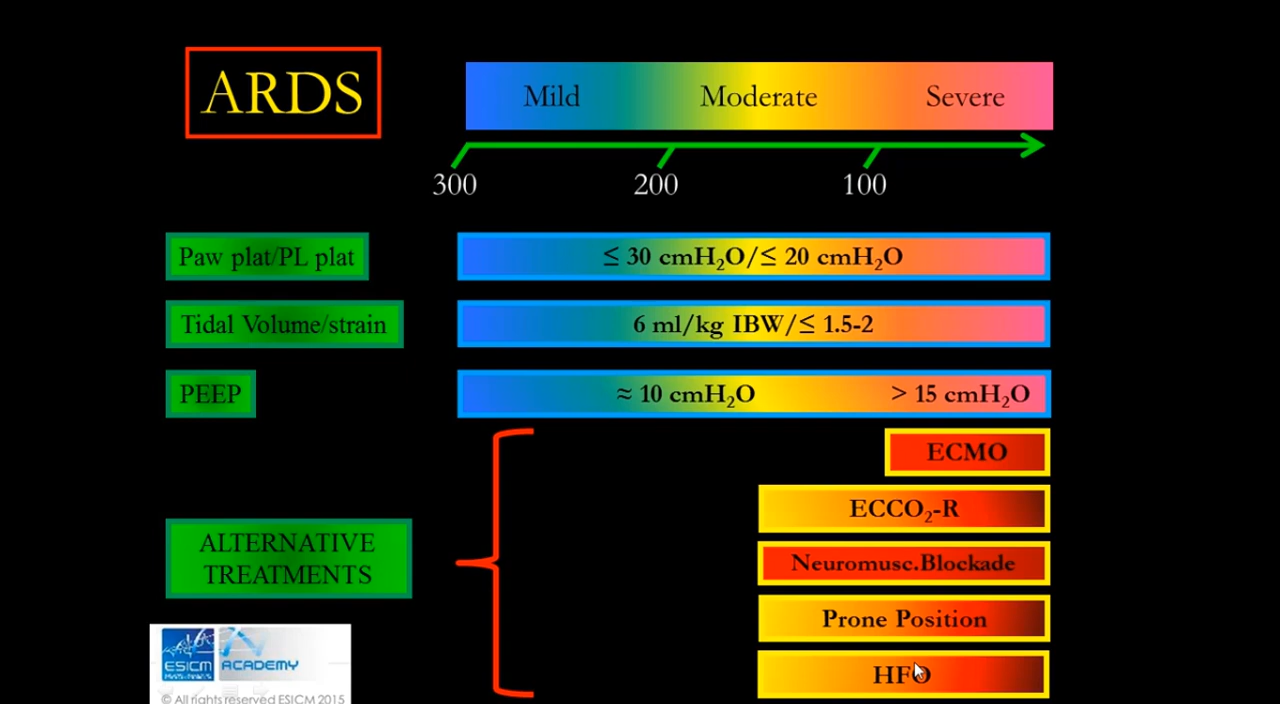 ARDS
Mild Moderate Severe
300 200 100
Paw plat/PL plat
≤ 30 cmH₂O/≤ 20 cmH₂O
Tidal Volume/strain
6 ml/kg IBW/≤ 1.5-2
PEEP
≈ 10 cmH₂O > 15 cmH₂O
ECMO
ECCO₂-R
ALTERNATIVE
TREATMENTS
Neuromusc.Blockade
Prone Position
HFO
ESICM ACADEMY
© All rights reserved ESICM 2015